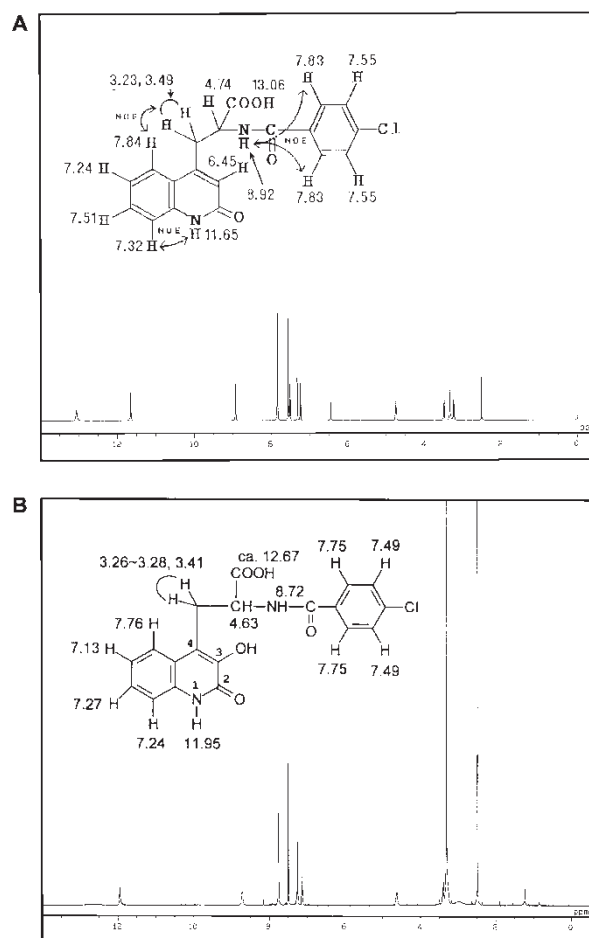 A
7.83 7.55
3.23, 3.49 4.74 13.06 H H
NOE H H COOH
H N C Cl
7.84 H H O NOE
7.24 H 6.45 H H H
8.92 7.83 7.55
7.51 H N O
7.32 H NOE H 11.65
12 10 8 6 4 2 0
B
ca. 12.67 7.75 7.49
3.26~3.28, 3.41 COOH H H
H 8.72
H CH NH Cl
7.76 H 4.63 O
7.13 H 4 3 OH H H
7.75 7.49
2
7.27 H 1 N O
H H
7.24 11.95
12 10 8 6 4 2 0
ppm